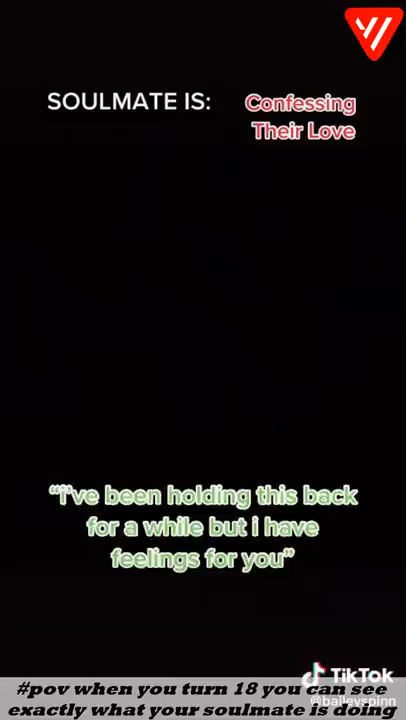 SOULMATE IS: Confessing
Their Love
“i’ve been holding this back
for a while but i have
feelings for you”
TikTok
@baileyspinn
#pov when you turn 18 you can see
exactly what your soulmate is doing